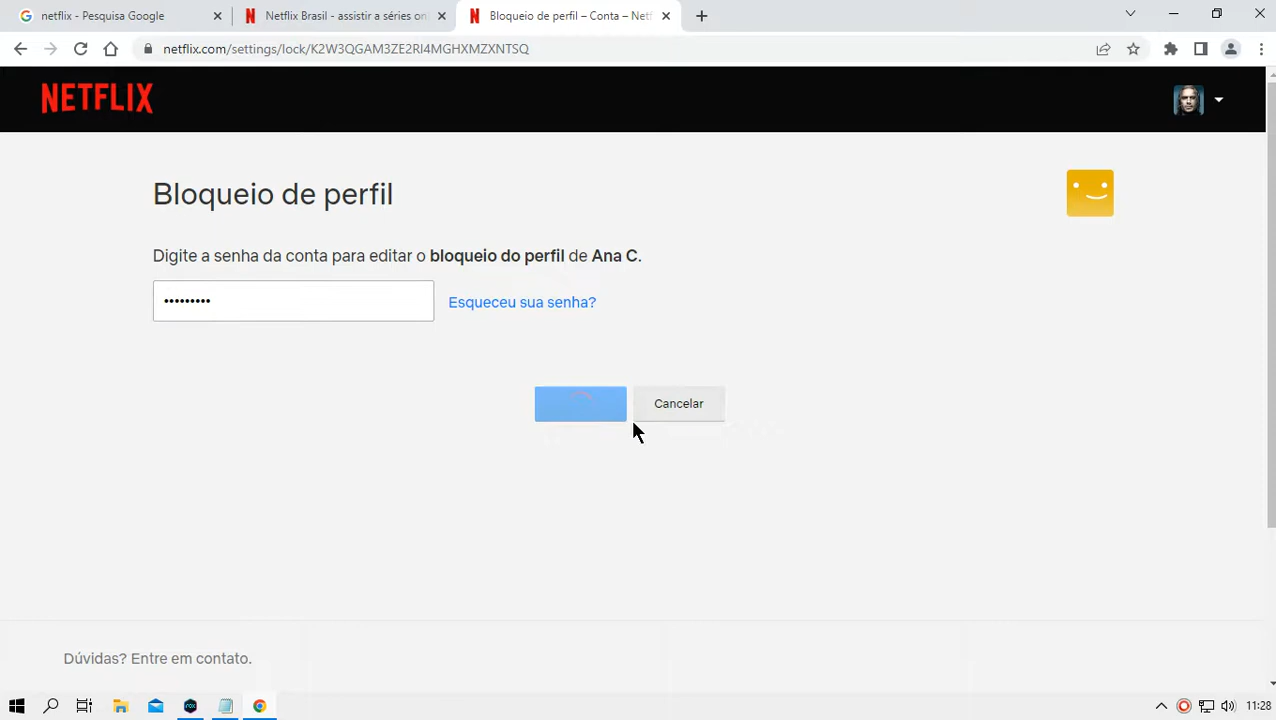 netflix - Pesquisa Google
Netflix Brasil - assistir a séries on
Bloqueio de perfil – Conta – Net
netflix.com/settings/lock/K2W3QGAM3ZE2RI4MGHXMZXNTSQ
NETFLIX
Bloqueio de perfil
Digite a senha da conta para editar o bloqueio do perfil de Ana C.
Esqueceu sua senha?
Cancelar
Dúvidas? Entre em contato.
11:28